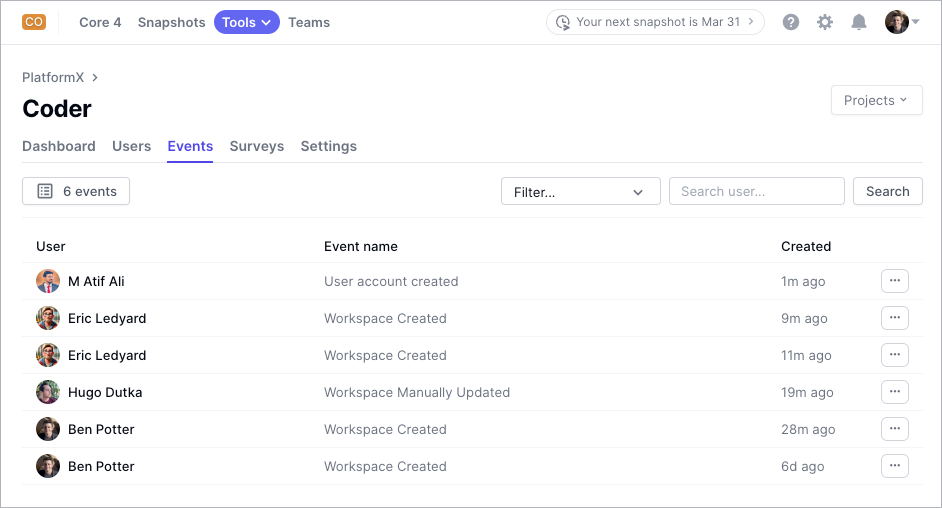 CO Core 4 Snapshots Tools Teams Your next snapshot is Mar 31
PlatformX
Coder
Projects
Dashboard Users Events Surveys Settings
6 events Filter... Search user... Search
User Event name Created
M Atif Ali User account created 1m ago
Eric Ledyard Workspace Created 9m ago
Eric Ledyard Workspace Created 11m ago
Hugo Dutka Workspace Manually Updated 19m ago
Ben Potter Workspace Created 28m ago
Ben Potter Workspace Created 6d ago